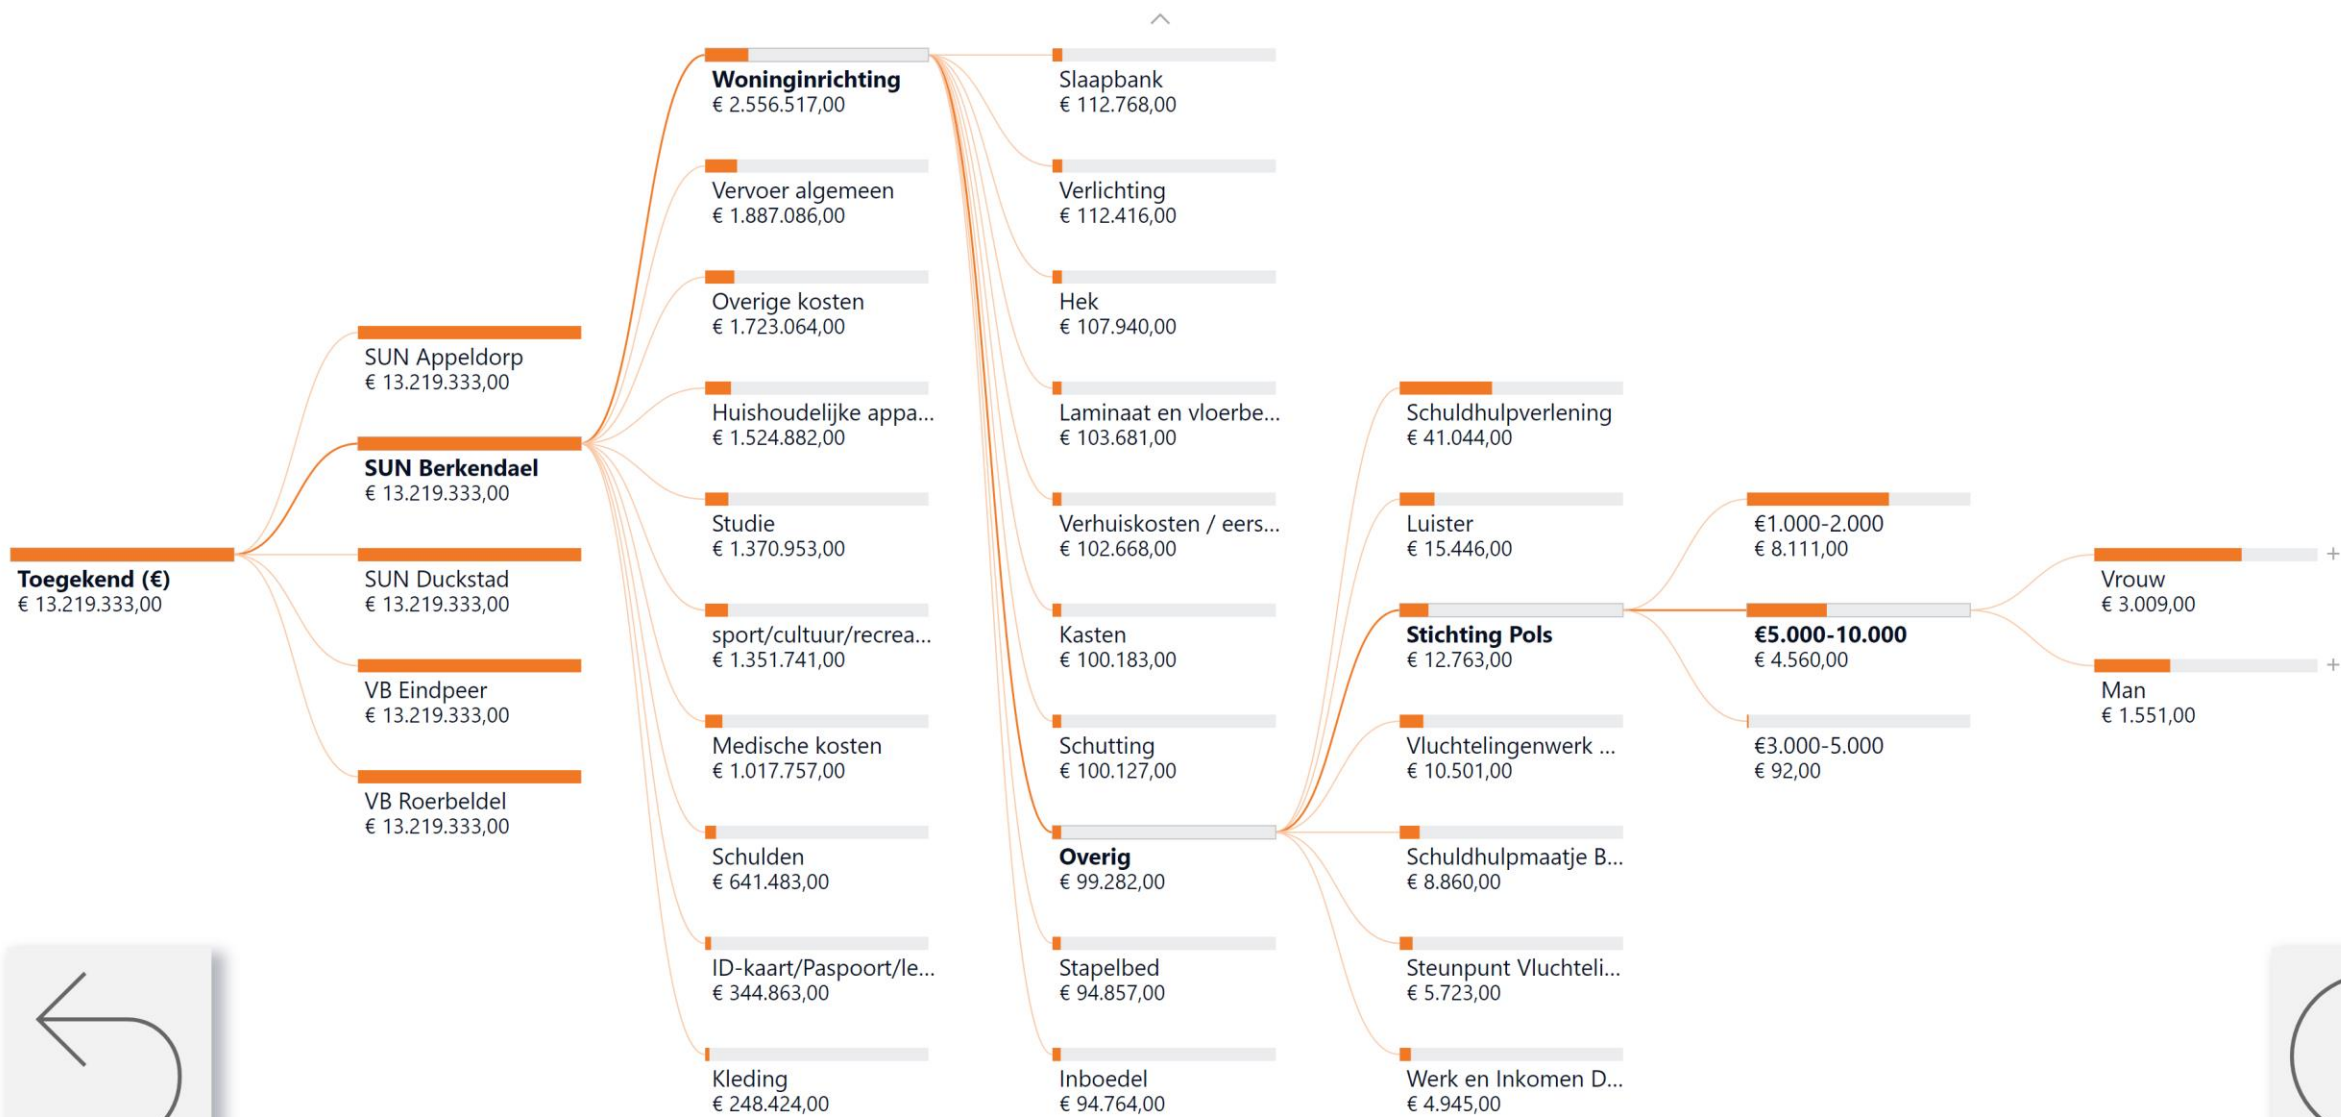 Toegekend (€)
€ 13.219.333,00
SUN Appeldorp
€ 13.219.333,00
SUN Berkendael
€ 13.219.333,00
SUN Duckstad
€ 13.219.333,00
VB Eindpeer
€ 13.219.333,00
VB Roerbeldel
€ 13.219.333,00
Woninginrichting
€ 2.556.517,00
Vervoer algemeen
€ 1.887.086,00
Overige kosten
€ 1.723.064,00
Huishoudelijke appa...
€ 1.524.882,00
Studie
€ 1.370.953,00
sport/cultuur/recrea...
€ 1.351.741,00
Medische kosten
€ 1.017.757,00
Schulden
€ 641.483,00
ID-kaart/Paspoort/le...
€ 344.863,00
Kleding
€ 248.424,00
Slaapbank
€ 112.768,00
Verlichting
€ 112.416,00
Hek
€ 107.940,00
Laminaat en vloerbe...
€ 103.681,00
Verhuiskosten / eers...
€ 102.668,00
Kasten
€ 100.183,00
Schutting
€ 100.127,00
Overig
€ 99.282,00
Stapelbed
€ 94.857,00
Inboedel
€ 94.764,00
Schuldhulpverlening
€ 41.044,00
Luister
€ 15.446,00
Stichting Pols
€ 12.763,00
Vluchtelingenwerk ...
€ 10.501,00
Schuldhulpmaatje B...
€ 8.860,00
Steunpunt Vluchteli...
€ 5.723,00
Werk en Inkomen D...
€ 4.945,00
€1.000-2.000
€ 8.111,00
€5.000-10.000
€ 4.560,00
€3.000-5.000
€ 92,00
Vrouw
€ 3.009,00
Man
€ 1.551,00